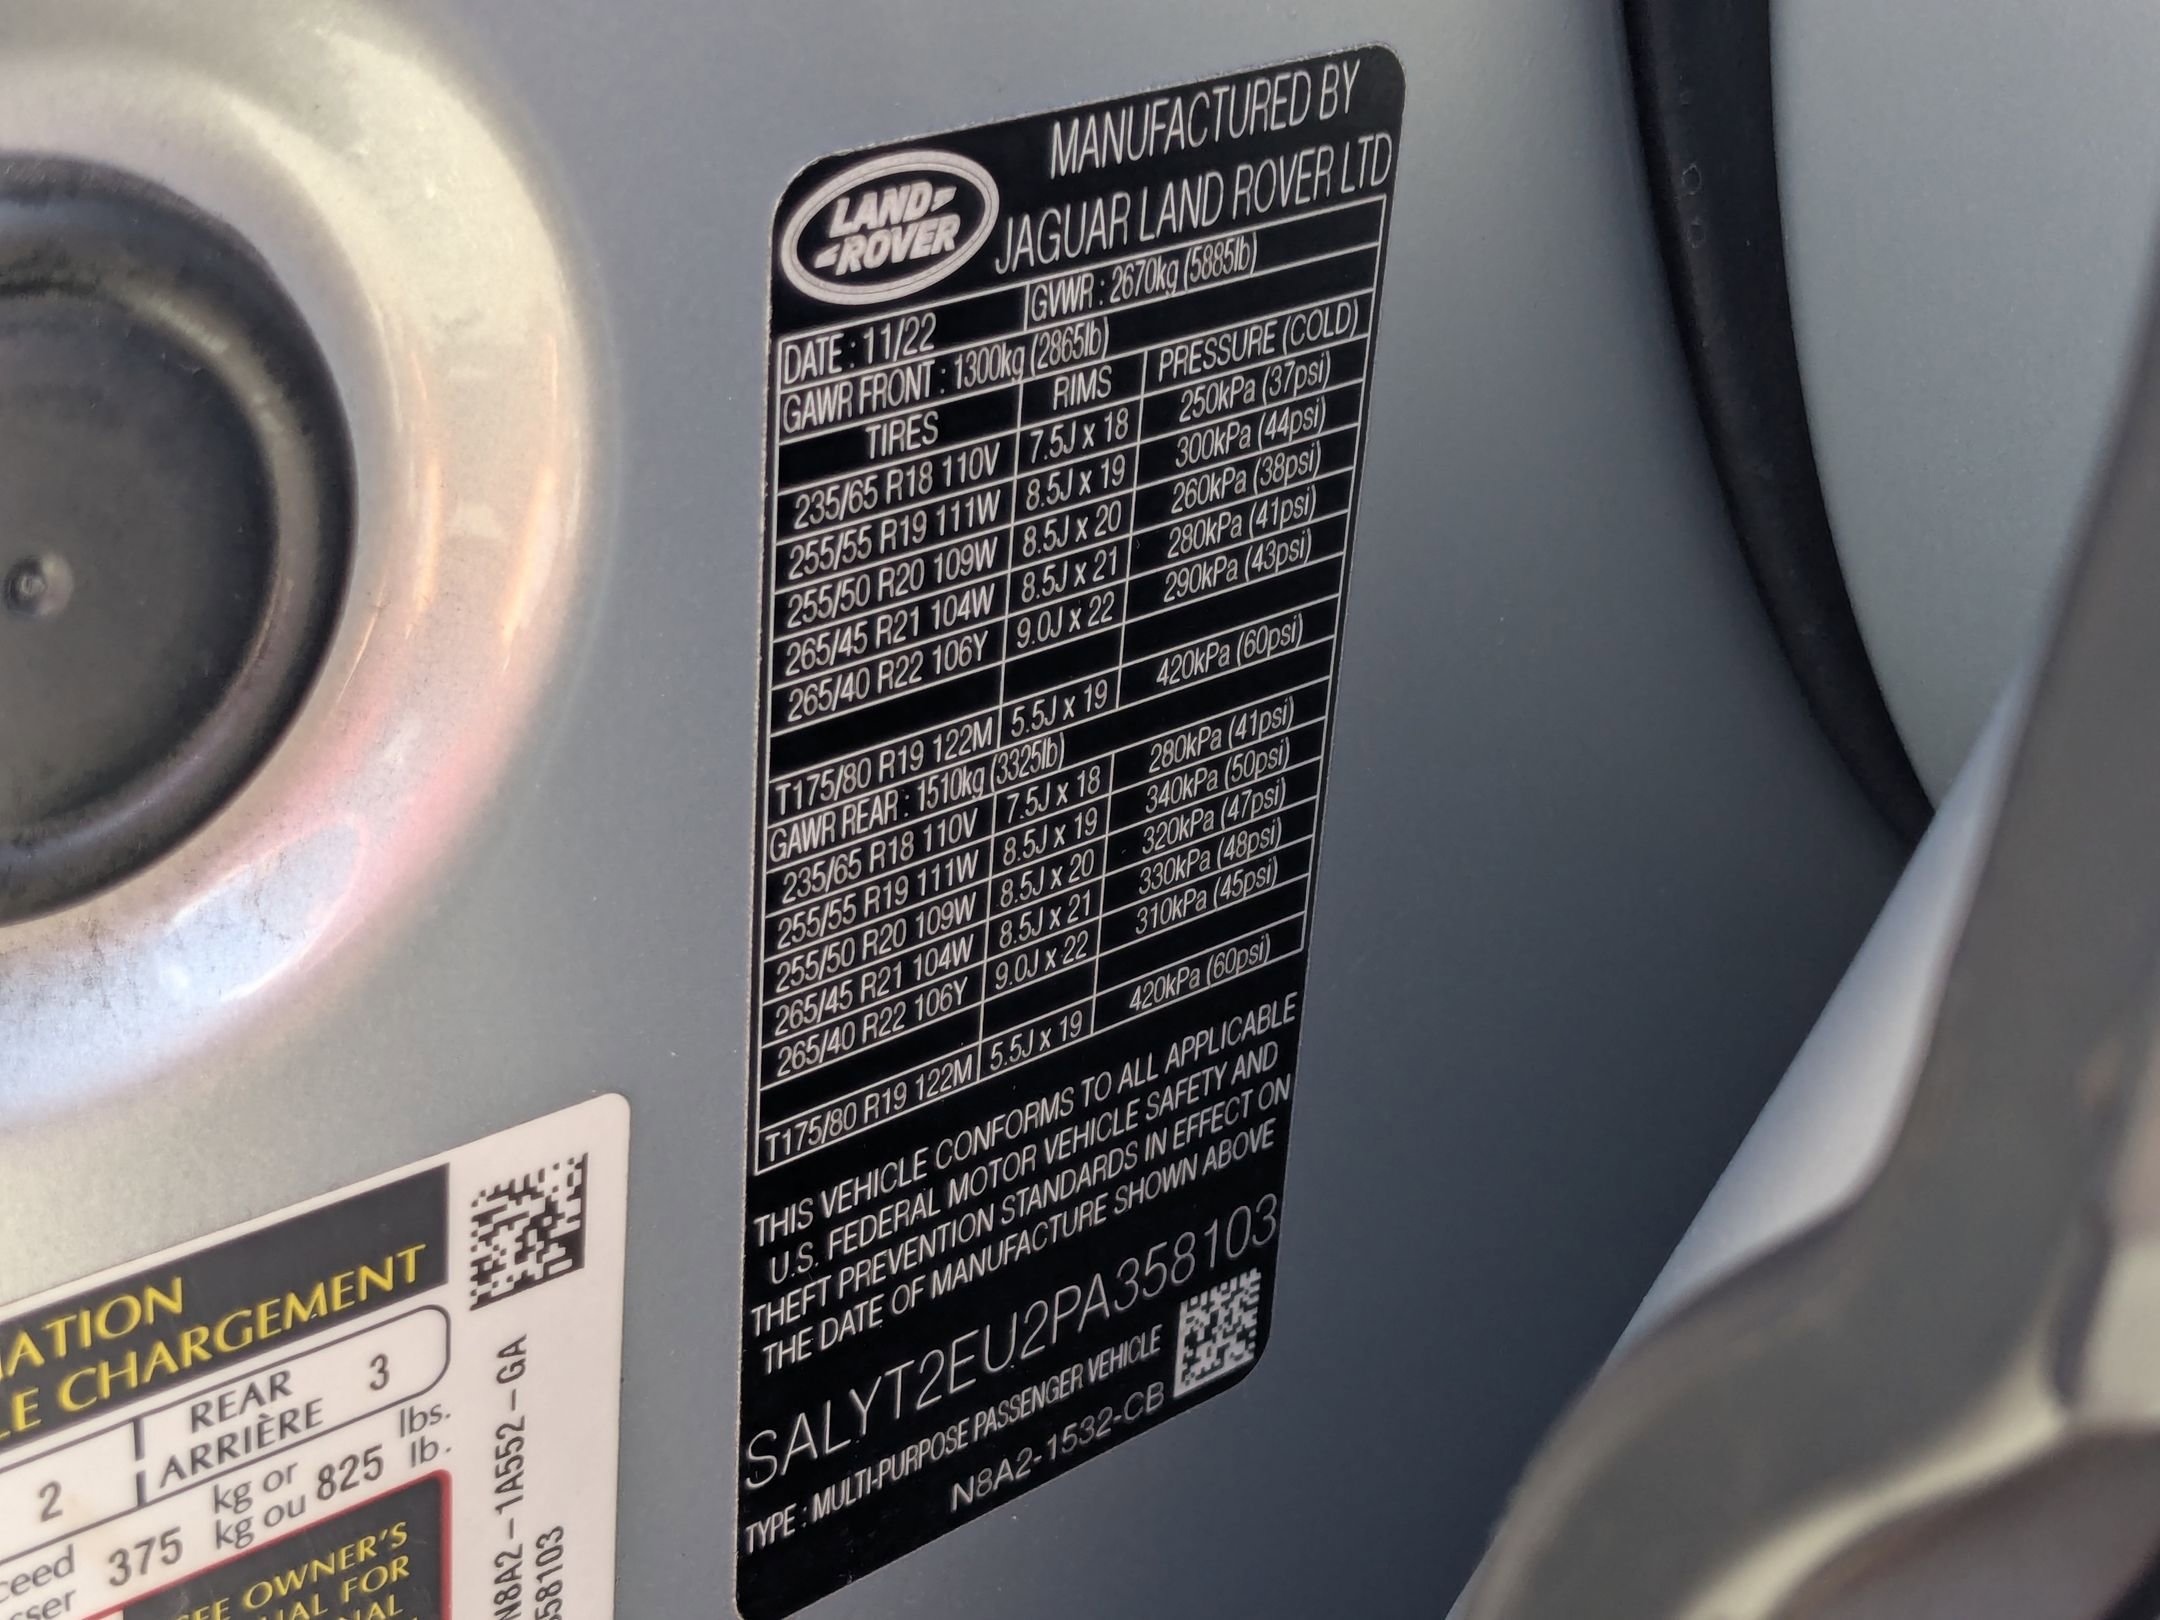 LAND
ROVER
MANUFACTURED BY
JAGUAR LAND ROVER LTD
DATE : 11/22 GVWR : 2670kg (5885lb)
GAWR FRONT : 1300kg (2865lb)
TIRES RIMS PRESSURE (COLD)
235/65 R18 110V 7.5J x 18 250kPa (37psi)
255/55 R19 111W 8.5J x 19 300kPa (44psi)
255/50 R20 109W 8.5J x 20 260kPa (38psi)
265/45 R21 104W 8.5J x 21 280kPa (41psi)
265/40 R22 106Y 9.0J x 22 290kPa (43psi)
T175/80 R19 122M 5.5J x 19 420kPa (60psi)
GAWR REAR : 1510kg (3325lb)
235/65 R18 110V 7.5J x 18 280kPa (41psi)
255/55 R19 111W 8.5J x 19 340kPa (50psi)
255/50 R20 109W 8.5J x 20 320kPa (47psi)
265/45 R21 104W 8.5J x 21 330kPa (48psi)
265/40 R22 106Y 9.0J x 22 310kPa (45psi)
T175/80 R19 122M 5.5J x 19 420kPa (60psi)
THIS VEHICLE CONFORMS TO ALL APPLICABLE
U.S. FEDERAL MOTOR VEHICLE SAFETY AND
THEFT PREVENTION STANDARDS IN EFFECT ON
THE DATE OF MANUFACTURE SHOWN ABOVE
SALYT2EU2PA358103
TYPE : MULTI-PURPOSE PASSENGER VEHICLE
N8A2-1532-CB
ATION
LE CHARGEMENT
2 REAR 3
ARRIÈRE
ceed 375 kg or 825 lbs.
sser kg ou lb.
EE OWNER'S
UAL FOR
NAL
N8A2-1A552-GA
58103